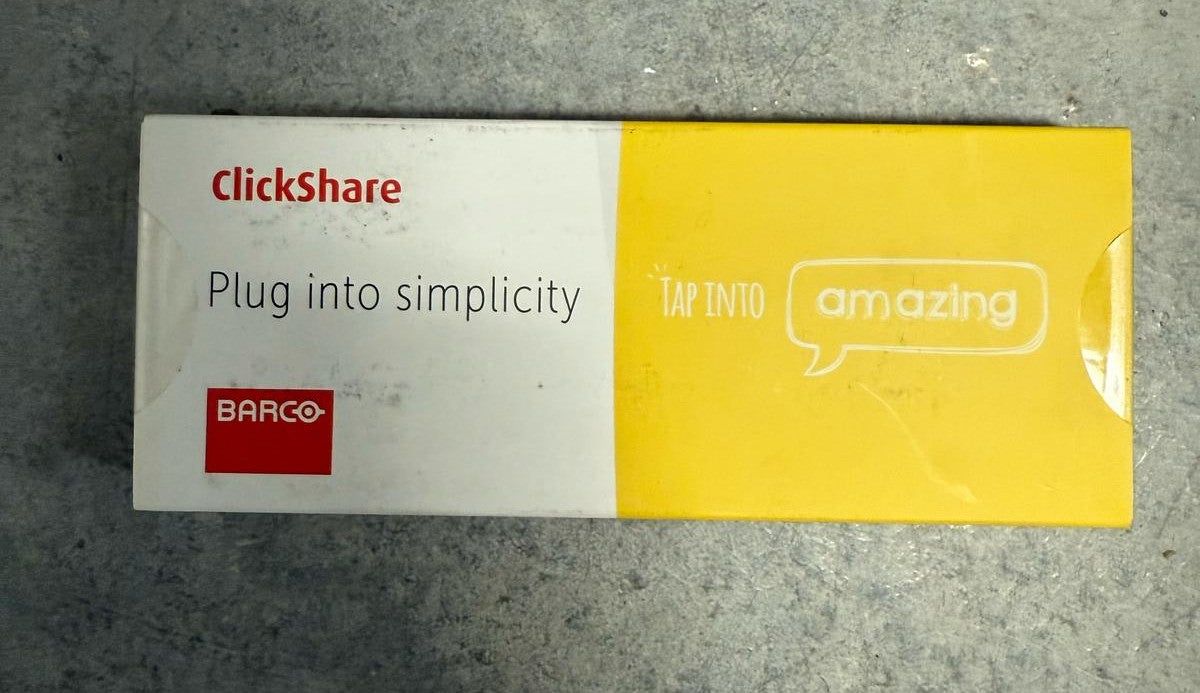 ClickShare
Plug into simplicity
BARCO
TAP INTO
amazing